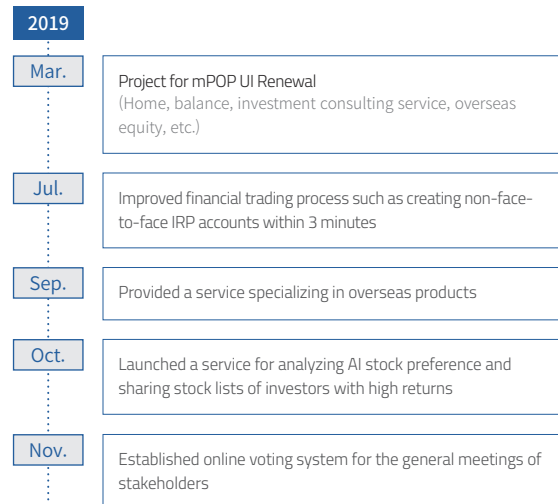 2019
Mar.
Project for mPOP UI Renewal
(Home, balance, investment consulting service, overseas
equity, etc.)
Jul.
Improved financial trading process such as creating non-face-
to-face IRP accounts within 3 minutes
Sep.
Provided a service specializing in overseas products
Oct.
Launched a service for analyzing AI stock preference and
sharing stock lists of investors with high returns
Nov.
Established online voting system for the general meetings of
stakeholders